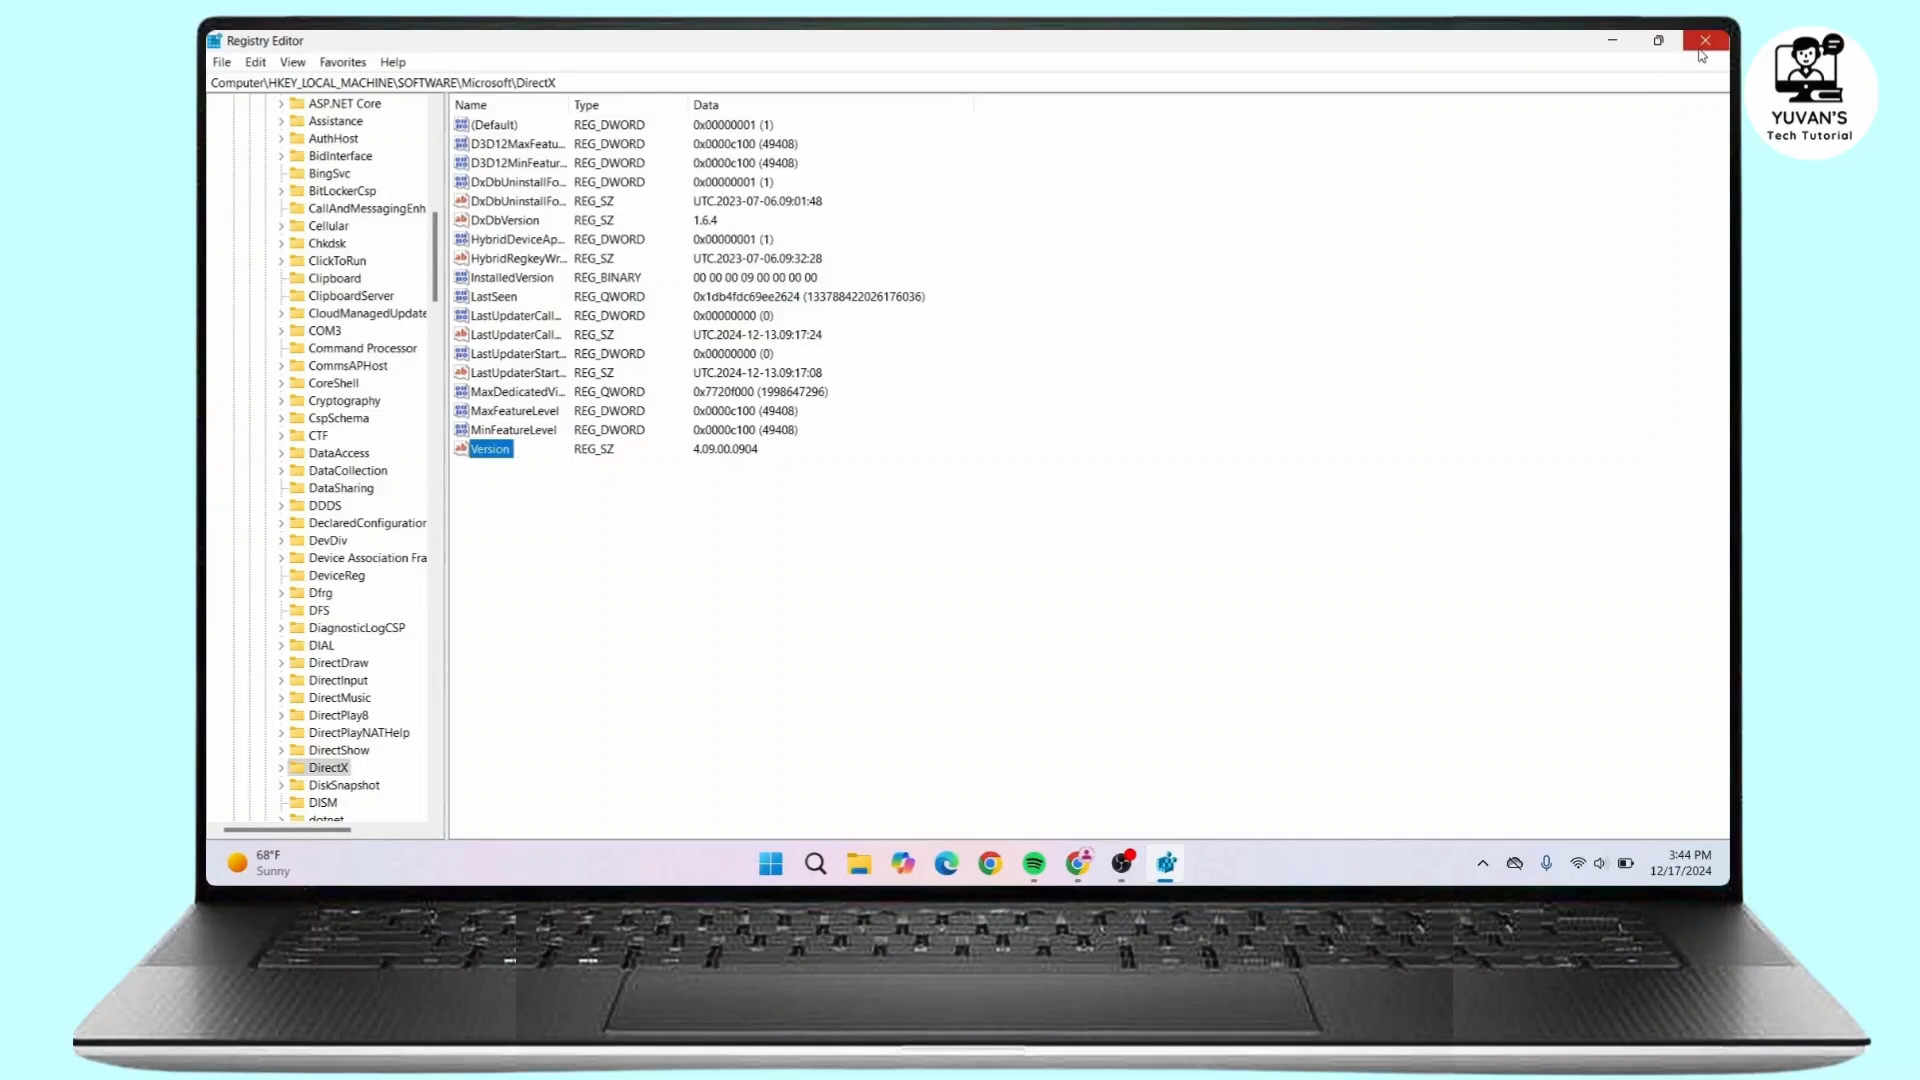 Registry Editor
File Edit View Favorites Help
Computer\HKEY_LOCAL_MACHINE\SOFTWARE\Microsoft\DirectX
ASP.NET Core
Assistance
AuthHost
BidInterface
BingSvc
BitLockerCsp
CallAndMessagingEnh
Cellular
Chkdsk
ClickToRun
Clipboard
ClipboardServer
CloudManagedUpdate
COM3
Command Processor
CommsAPHost
CoreShell
Cryptography
CspSchema
CTF
DataAccess
DataCollection
DataSharing
DDDS
DeclaredConfiguration
DevDiv
Device Association Fra
DeviceReg
Dfrg
DFS
DiagnosticLogCSP
DIAL
DirectDraw
DirectInput
DirectMusic
DirectPlay8
DirectPlayNATHelp
DirectShow
DirectX
DiskSnapshot
DISM
dotnet
Name Type Data
(Default) REG_DWORD 0x00000001 (1)
D3D12MaxFeatu... REG_DWORD 0x0000c100 (49408)
D3D12MinFeatur... REG_DWORD 0x0000c100 (49408)
DxDbUninstallFo... REG_DWORD 0x00000001 (1)
DxDbUninstallFo... REG_SZ UTC.2023-07-06.09:01:48
DxDbVersion REG_SZ 1.6.4
HybridDeviceAp... REG_DWORD 0x00000001 (1)
HybridRegkeyWr... REG_SZ UTC.2023-07-06.09:32:28
InstalledVersion REG_BINARY 00 00 00 09 00 00 00 00
LastSeen REG_QWORD 0x1db4fdc69ee2624 (133788422026176036)
LastUpdaterCall... REG_DWORD 0x00000000 (0)
LastUpdaterCall... REG_SZ UTC.2024-12-13.09:17:24
LastUpdaterStart... REG_DWORD 0x00000000 (0)
LastUpdaterStart... REG_SZ UTC.2024-12-13.09:17:08
MaxDedicatedVi... REG_QWORD 0x7720f000 (1998647296)
MaxFeatureLevel REG_DWORD 0x0000c100 (49408)
MinFeatureLevel REG_DWORD 0x0000c100 (49408)
Version REG_SZ 4.09.00.0904
YUVAN'S
Tech Tutorial
68°F
Sunny
3:44 PM
12/17/2024